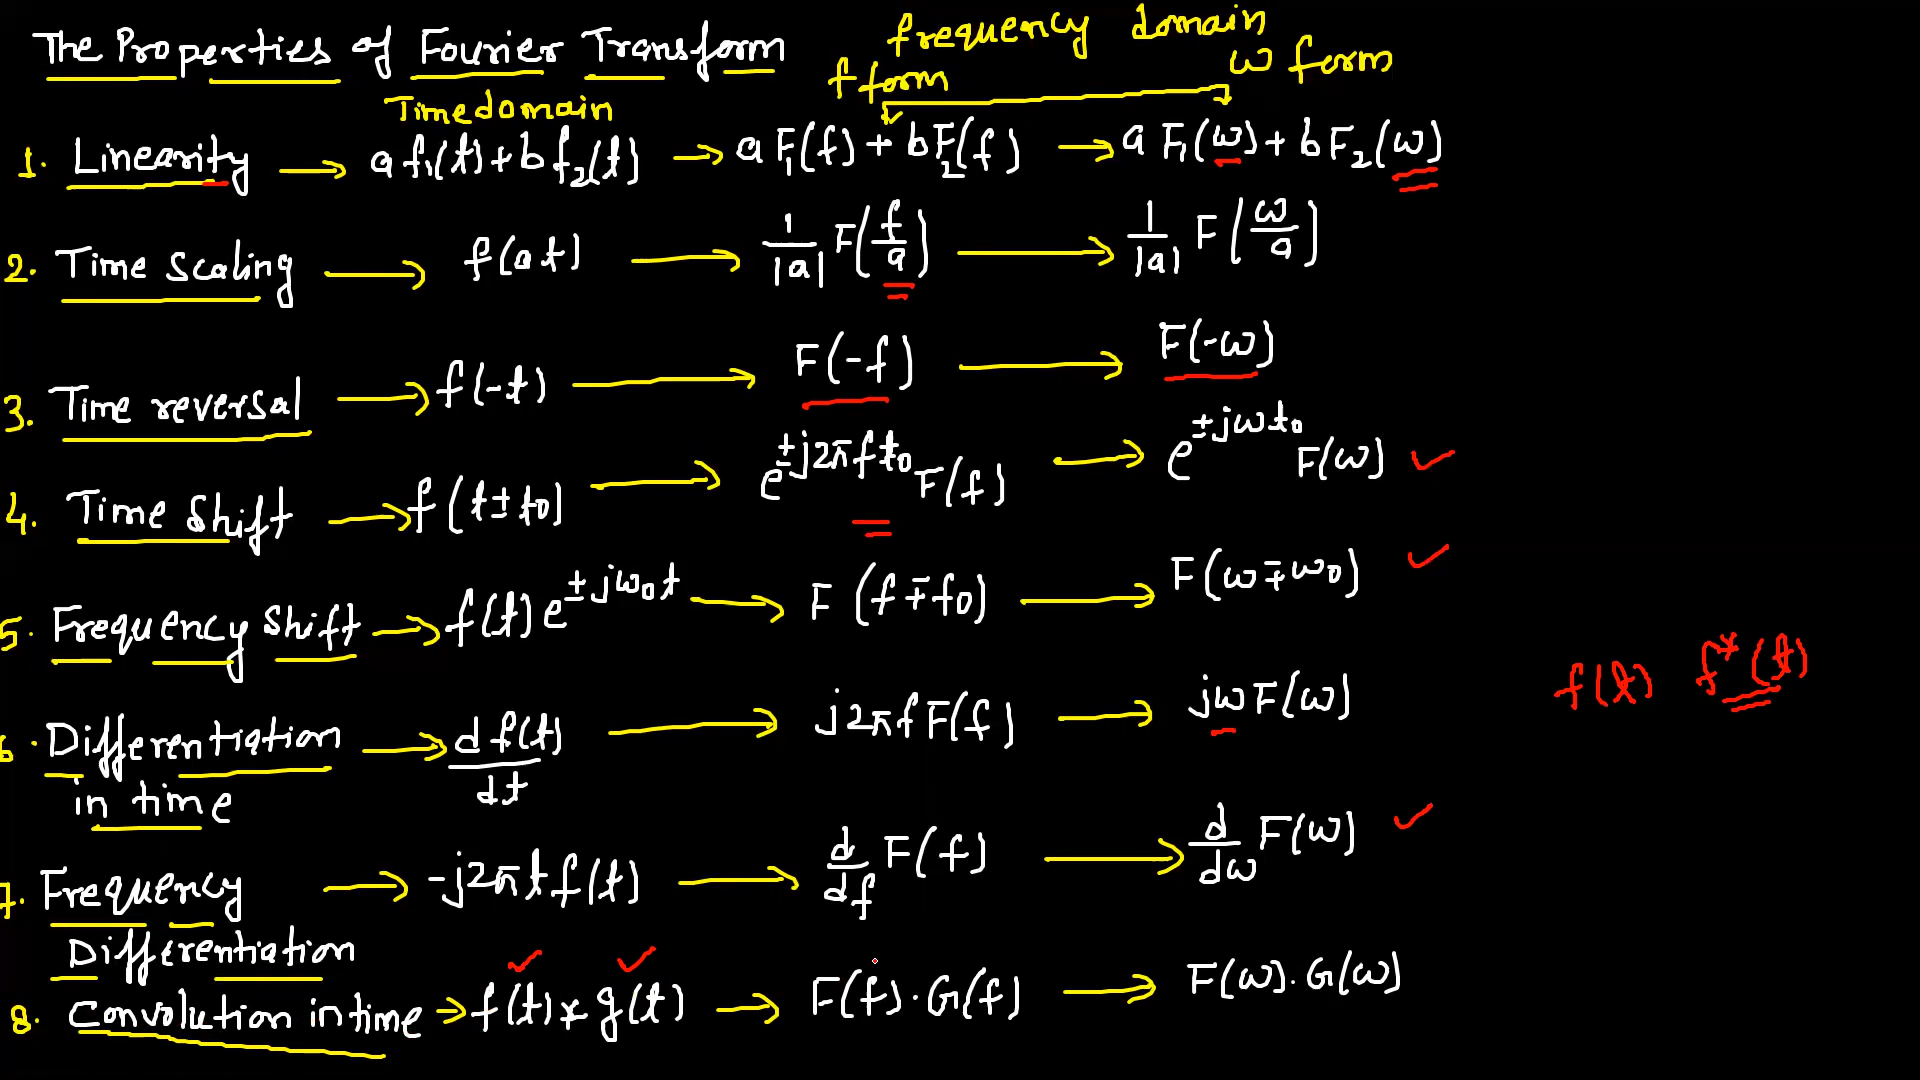 The Properties of Fourier Transform
frequency domain
f form ω form
Time domain
1. Linearity → a f₁(t) + b f₂(t) → a F₁(f) + b F₂(f) → a F₁(ω) + b F₂(ω)
2. Time scaling → f(at) → 1/|a| F(f/a) → 1/|a| F(ω/a)
3. Time reversal → f(-t) → F(-f) → F(-ω)
4. Time Shift → f(t±t₀) → e^(±j2πft₀) F(f) → e^(±jωt₀) F(ω) ✓
5. Frequency Shift → f(t) e^(±jω₀t) → F(f∓f₀) → F(ω∓ω₀) ✓
f(t) f*(t)
6. Differentiation in time → d f(t)/dt → j2πf F(f) → jω F(ω)
7. Frequency Differentiation → -j2πt f(t) → d/df F(f) → d/dω F(ω) ✓
8. Convolution in time → f(t) * g(t) → F(f)·G(f) → F(ω)·G(ω)